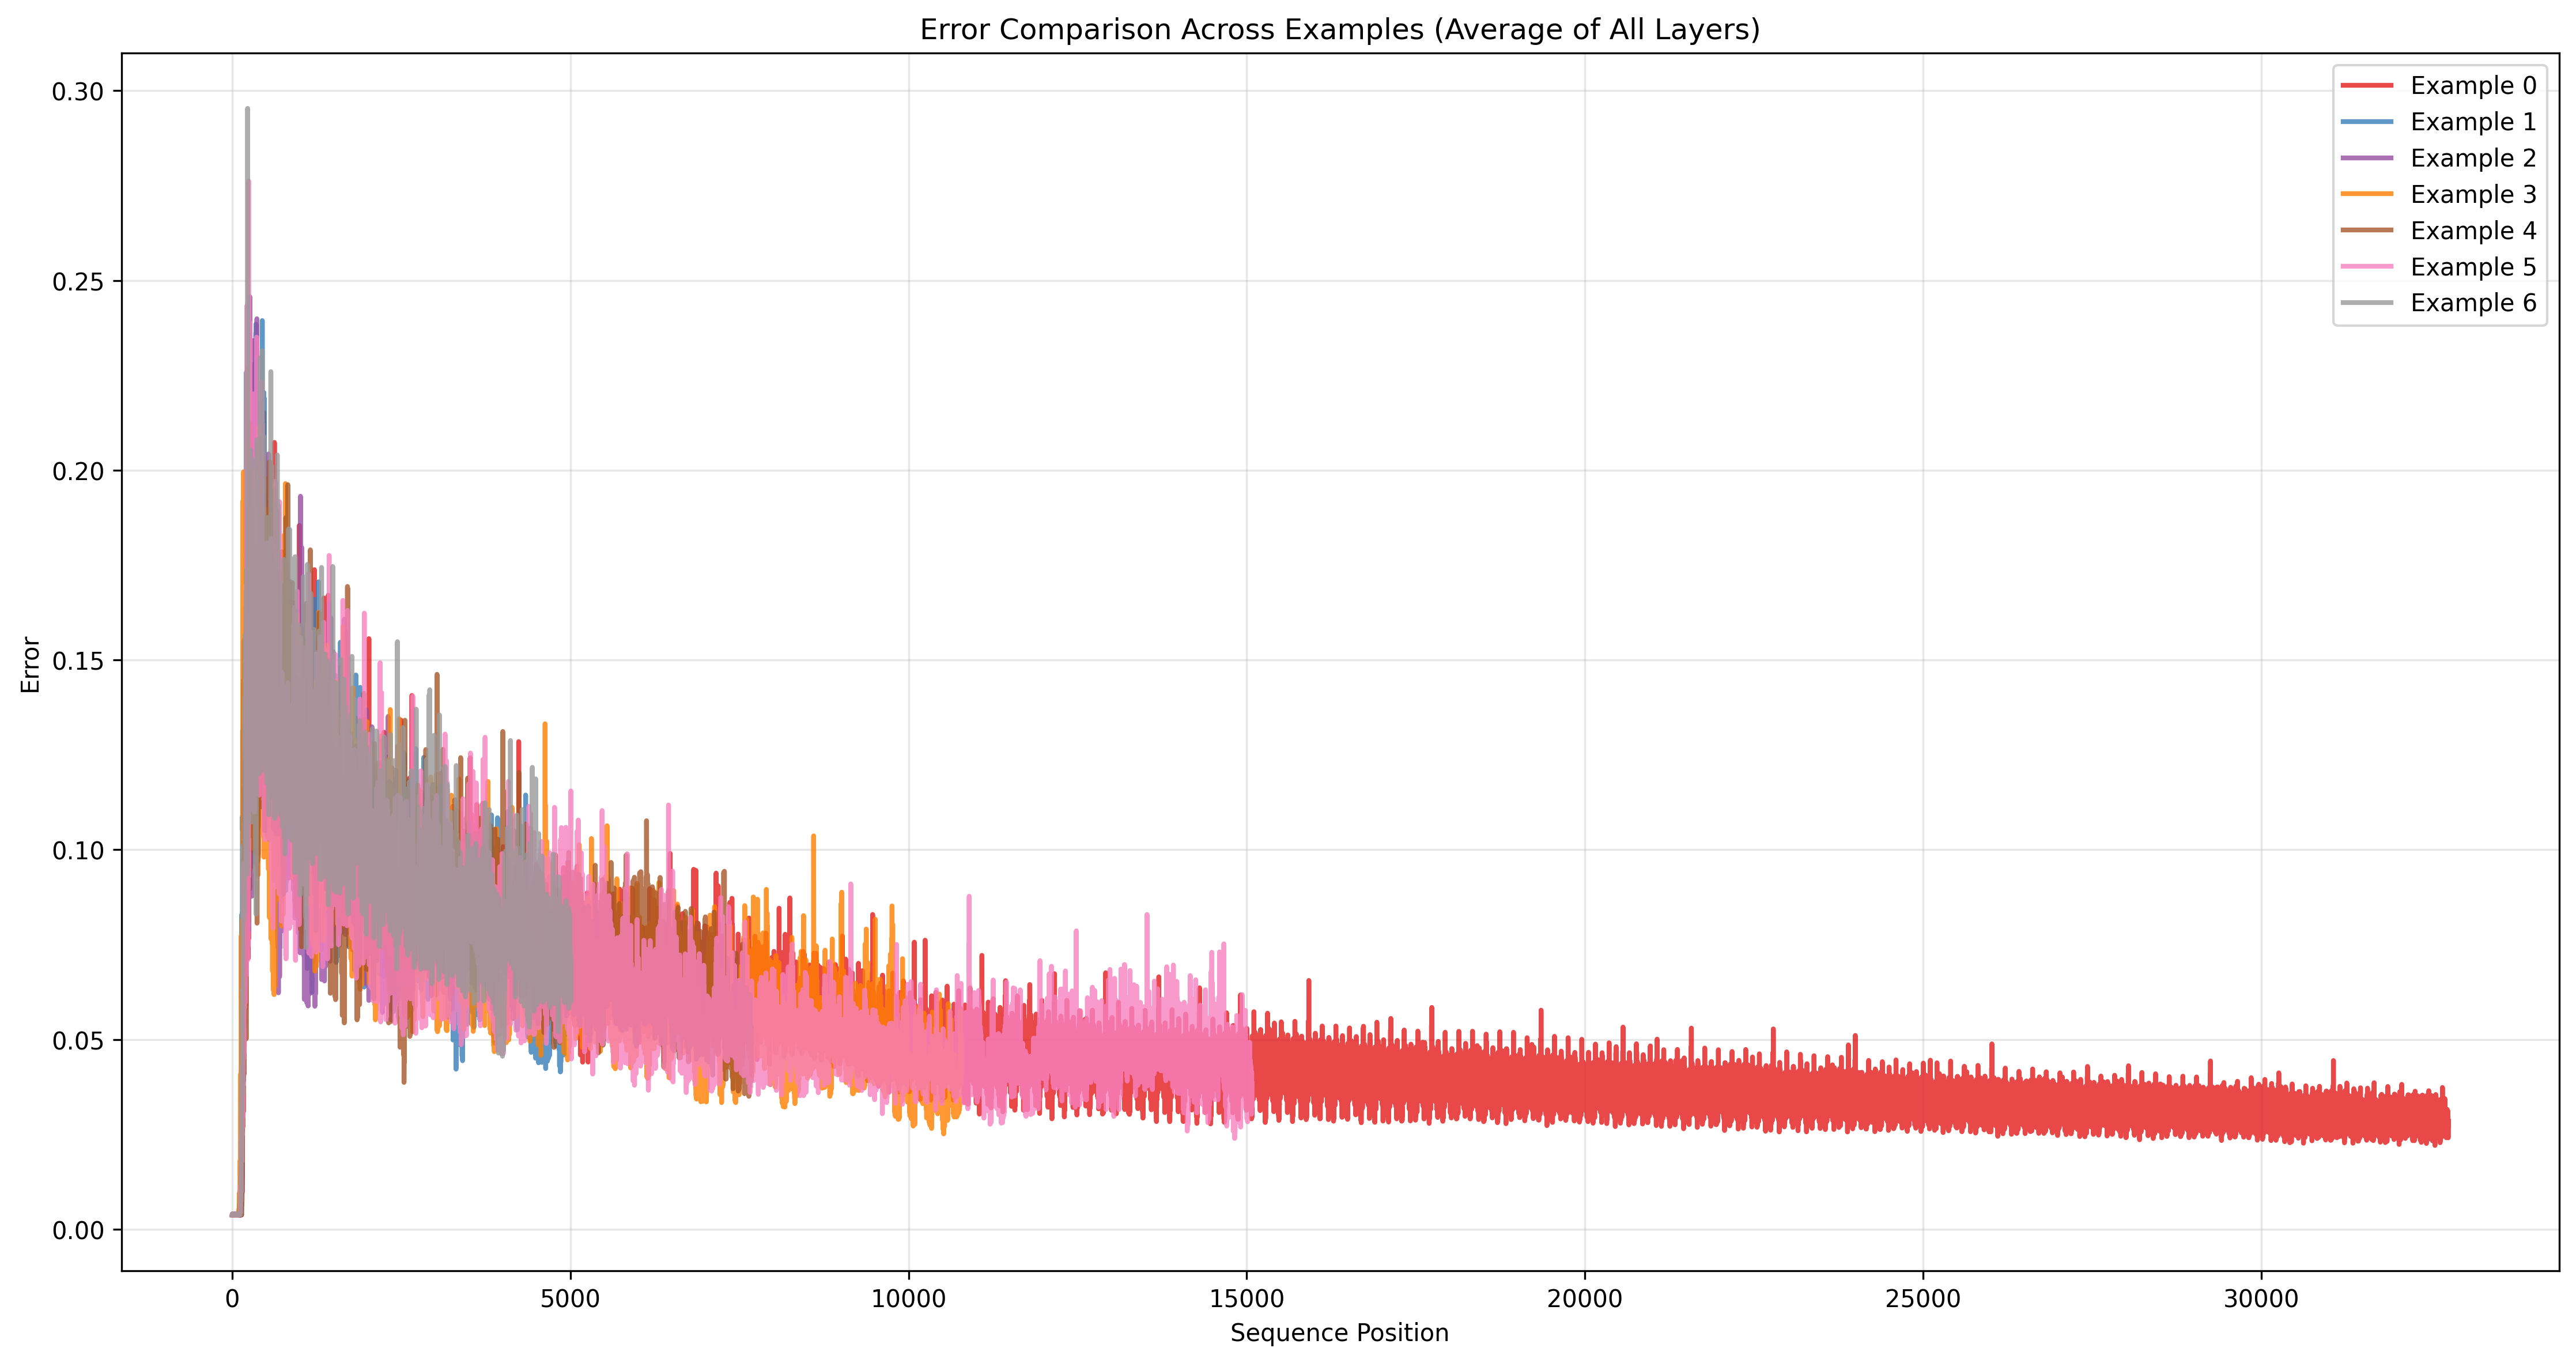 Error Comparison Across Examples (Average of All Layers)
0.30
0.25
0.20
0.15
0.10
0.05
0.00
Error
Example 0
Example 1
Example 2
Example 3
Example 4
Example 5
Example 6
0 5000 10000 15000 20000 25000 30000
Sequence Position